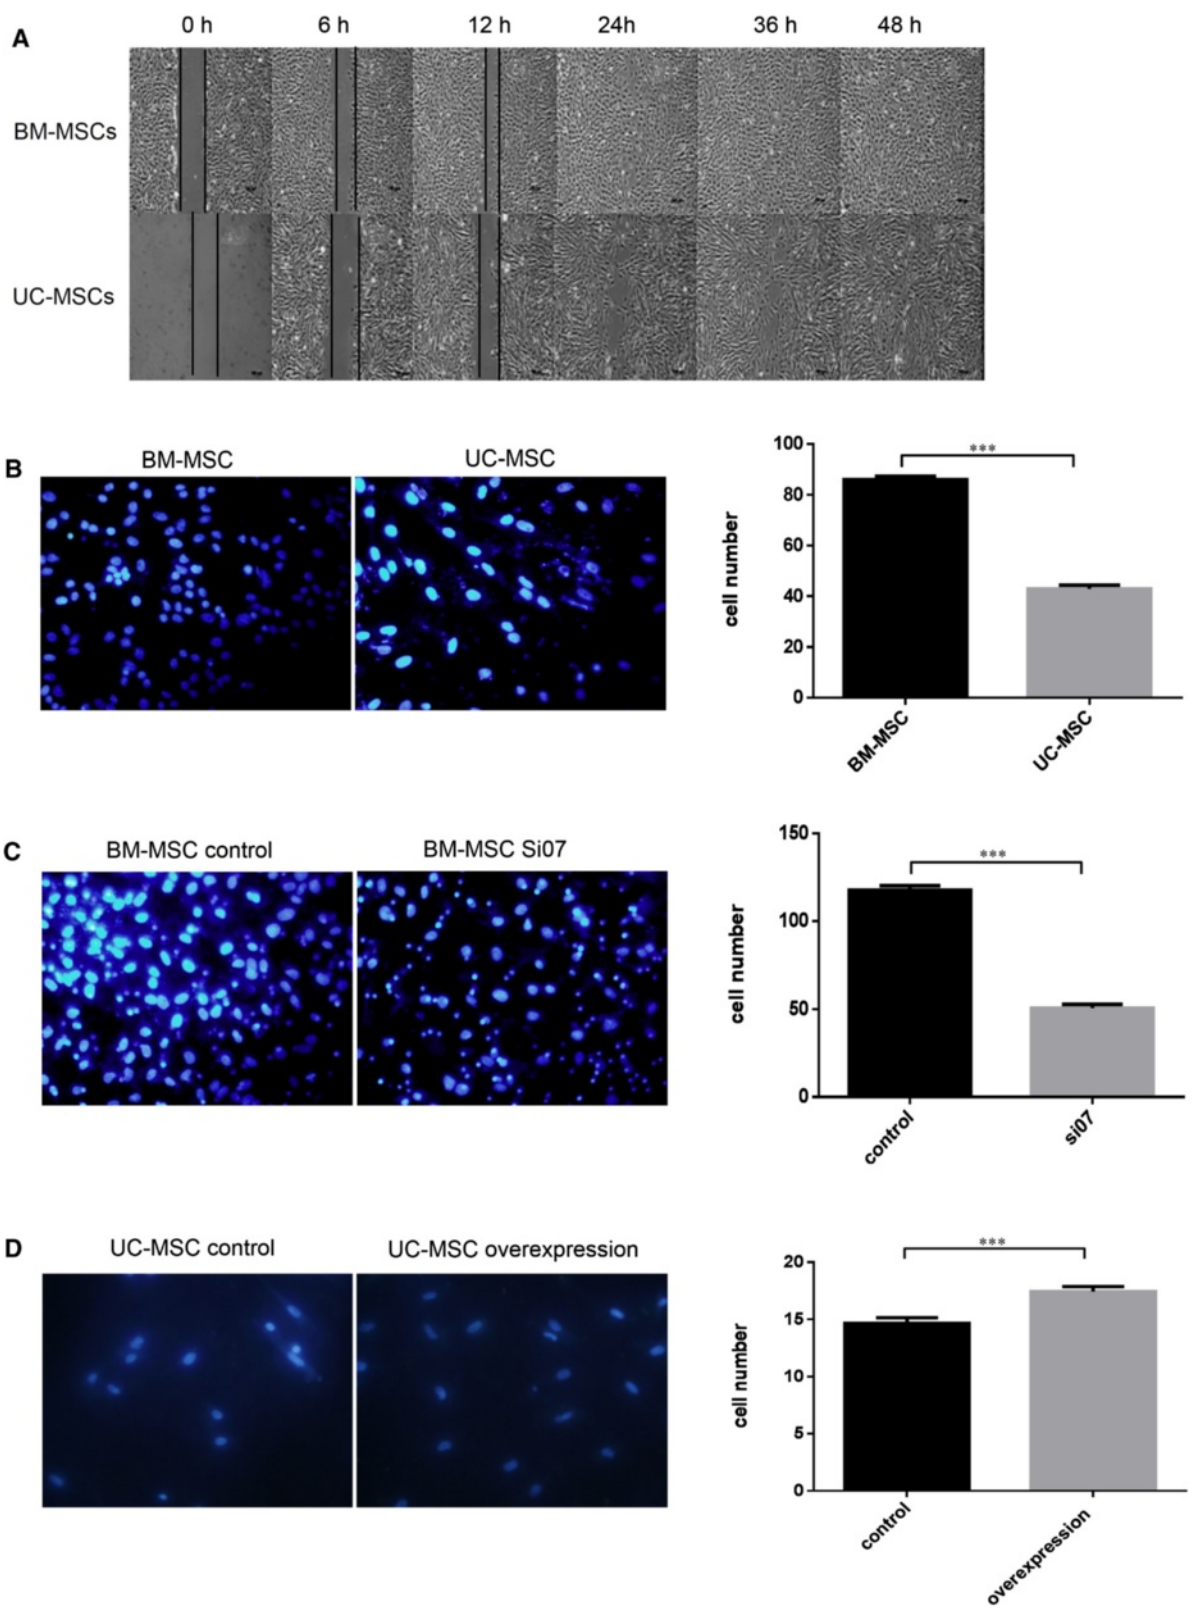 A
0 h 6 h 12 h 24h 36 h 48 h
BM-MSCs
UC-MSCs
B
BM-MSC UC-MSC
100
80
60
40
20
0
cell number
***
BM-MSC UC-MSC
C
BM-MSC control BM-MSC Si07
150
100
50
0
cell number
***
control si07
D
UC-MSC control UC-MSC overexpression
20
15
10
5
0
cell number
***
control overexpression